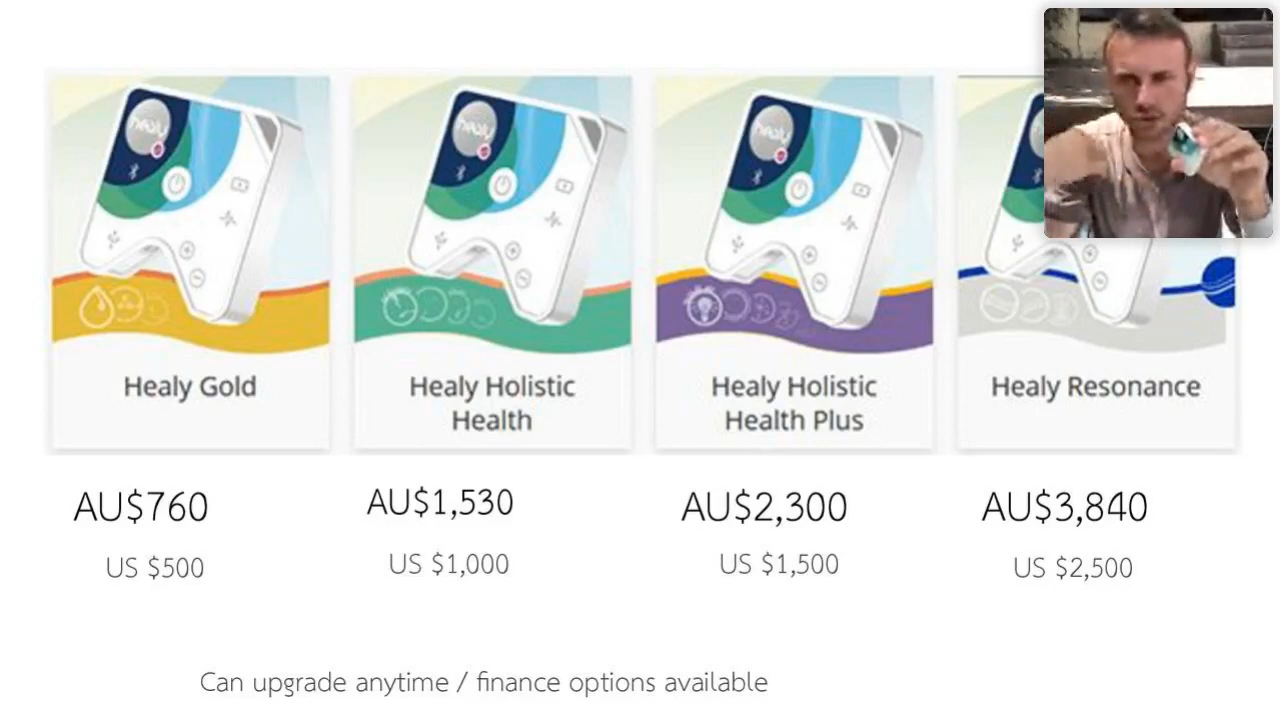 healy
healy
healy
Healy Gold
Healy Holistic
Health
Healy Holistic
Health Plus
Healy Resonance
AU$760
AU$1,530
AU$2,300
AU$3,840
US $500
US $1,000
US $1,500
US $2,500
Can upgrade anytime / finance options available